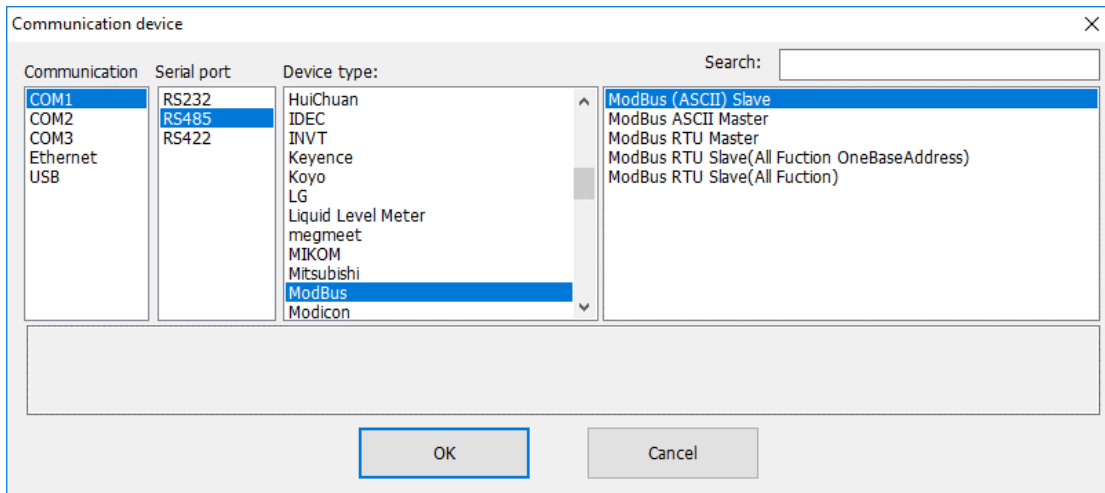 Communication device
Search:
Communication
Serial port
Device type:
COM1
COM2
COM3
Ethernet
USB
RS232
RS485
RS422
HuiChuan
IDEC
INVT
Keyence
Koyo
LG
Liquid Level Meter
megmeet
MIKOM
Mitsubishi
ModBus
Modicon
ModBus (ASCII) Slave
ModBus ASCII Master
ModBus RTU Master
ModBus RTU Slave(All Fuction OneBaseAddress)
ModBus RTU Slave(All Fuction)
OK
Cancel